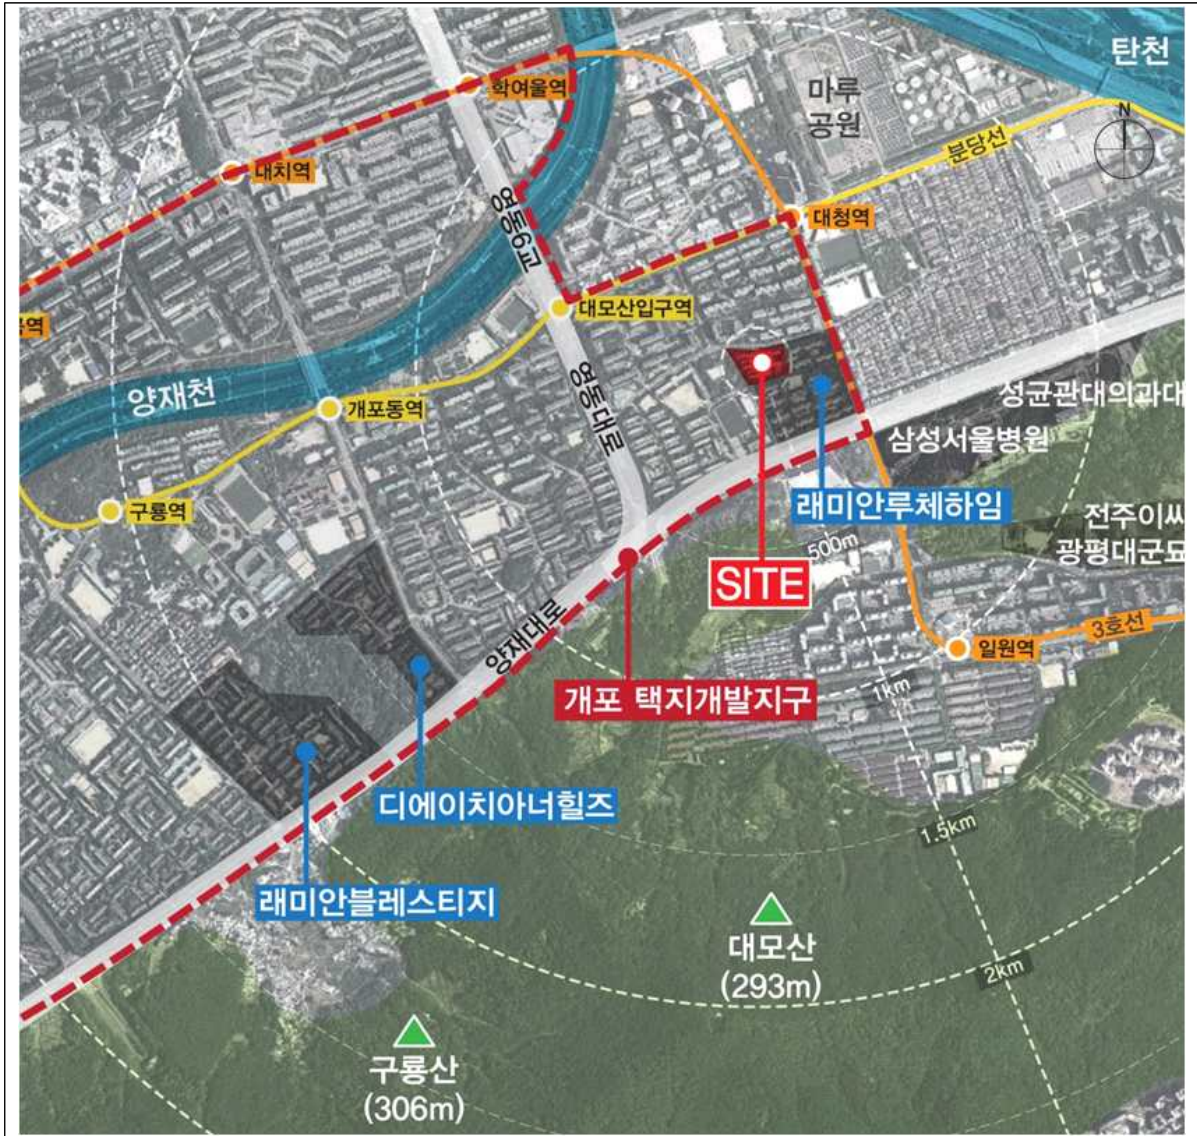 탄천
마루
공원
N
학여울역
분당선
대치역
영동6교
대청역
대모산입구역
역
양재천
개포동역
영동대로
성균관대의과대
삼성서울병원
구룡역
래미안루체하임
전주이씨
광평대군묘
500m
SITE
양재대로
일원역
3호선
개포 택지개발지구
1km
디에이치아너힐즈
1.5km
래미안블레스티지
대모산
(293m)
2km
구룡산
(306m)